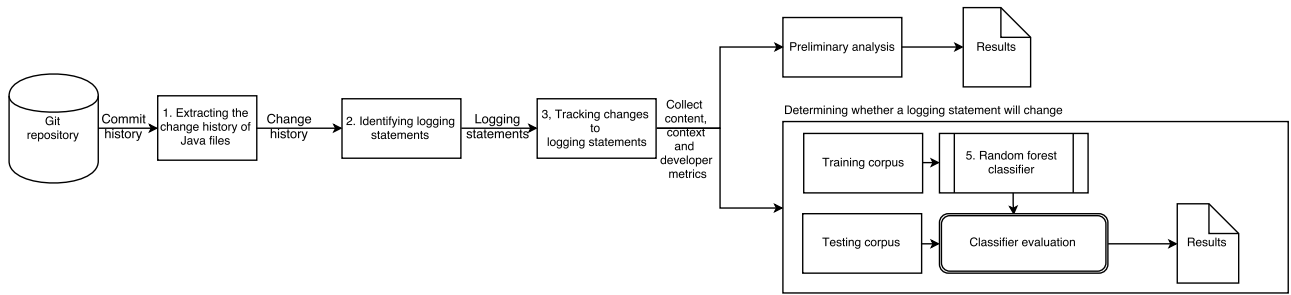 Git
repository
Commit
history
1. Extracting the
change history of
Java files
Change
history
2. Identifying logging
statements
Logging
statements
3, Tracking changes
to
logging statements
Collect
content,
context
and
developer
metrics
Preliminary analysis
Results
Determining whether a logging statement will change
Training corpus
5. Random forest
classifier
Testing corpus
Classifier evaluation
Results